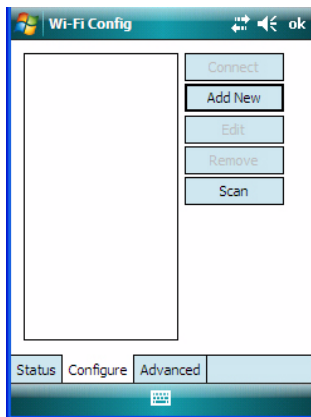 Wi-Fi Config ok
Connect
Add New
Edit
Remove
Scan
Status Configure Advanced